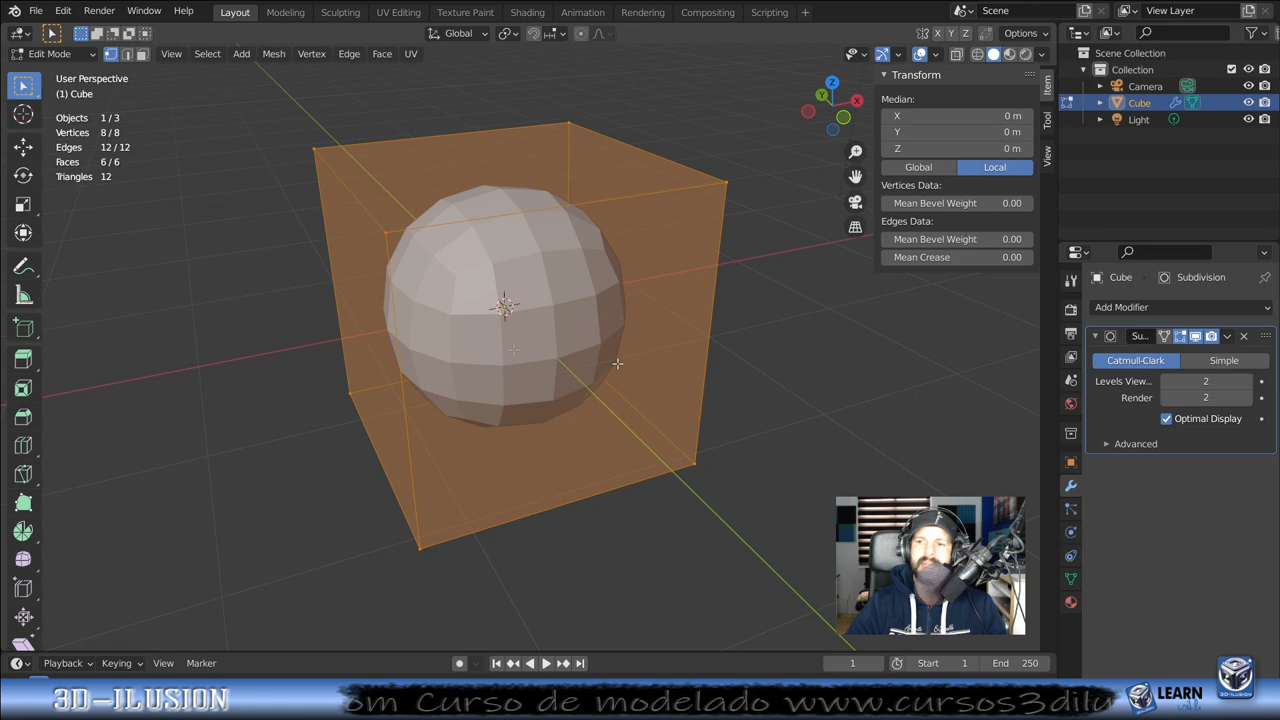 File Edit Render Window Help Layout Modeling Sculpting UV Editing Texture Paint Shading Animation Rendering Compositing Scripting + Scene View Layer
Global X Y Z Options
Edit Mode View Select Add Mesh Vertex Edge Face UV
User Perspective
(1) Cube
Objects 1 / 3
Vertices 8 / 8
Edges 12 / 12
Faces 6 / 6
Triangles 12
Z
Y
X
Transform
Median:
X 0 m
Y 0 m
Z 0 m
Global Local
Vertices Data:
Mean Bevel Weight 0.00
Edges Data:
Mean Bevel Weight 0.00
Mean Crease 0.00
Item
Tool
View
Scene Collection
Collection
Camera
Cube
Light
Cube Subdivision
Add Modifier
Su...
Catmull-Clark Simple
Levels View... 2
Render 2
Optimal Display
Advanced
Playback Keying View Marker 1 Start 1 End 250
3D-ILUSION
om Curso de modelado www.cursos3dilu
LEARN